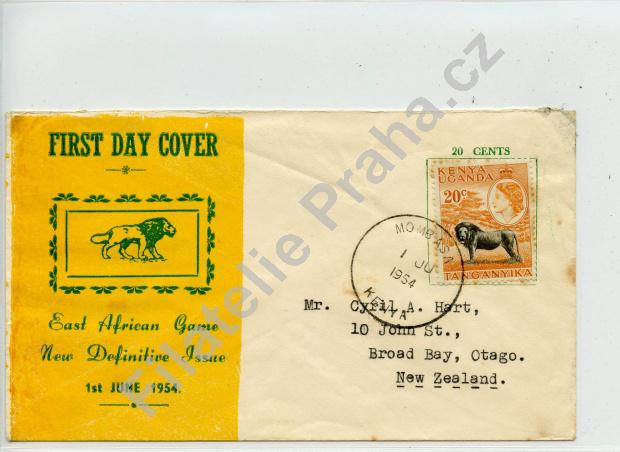 FIRST DAY COVER
East African Game
New Definitive Issue
1st JUNE 1954.
20 CENTS
KENYA
UGANDA
20c
TANGANYIKA
MOMBASA
1 JU
1954
KENYA
Mr. Cyril A. Hart,
10 John St.,
Broad Bay, Otago.
New Zealand.
Filatelie Praha.cz